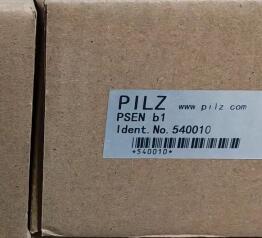 PILZ www pilz com
PSEN b1
Ident. No. 540010
*540010*